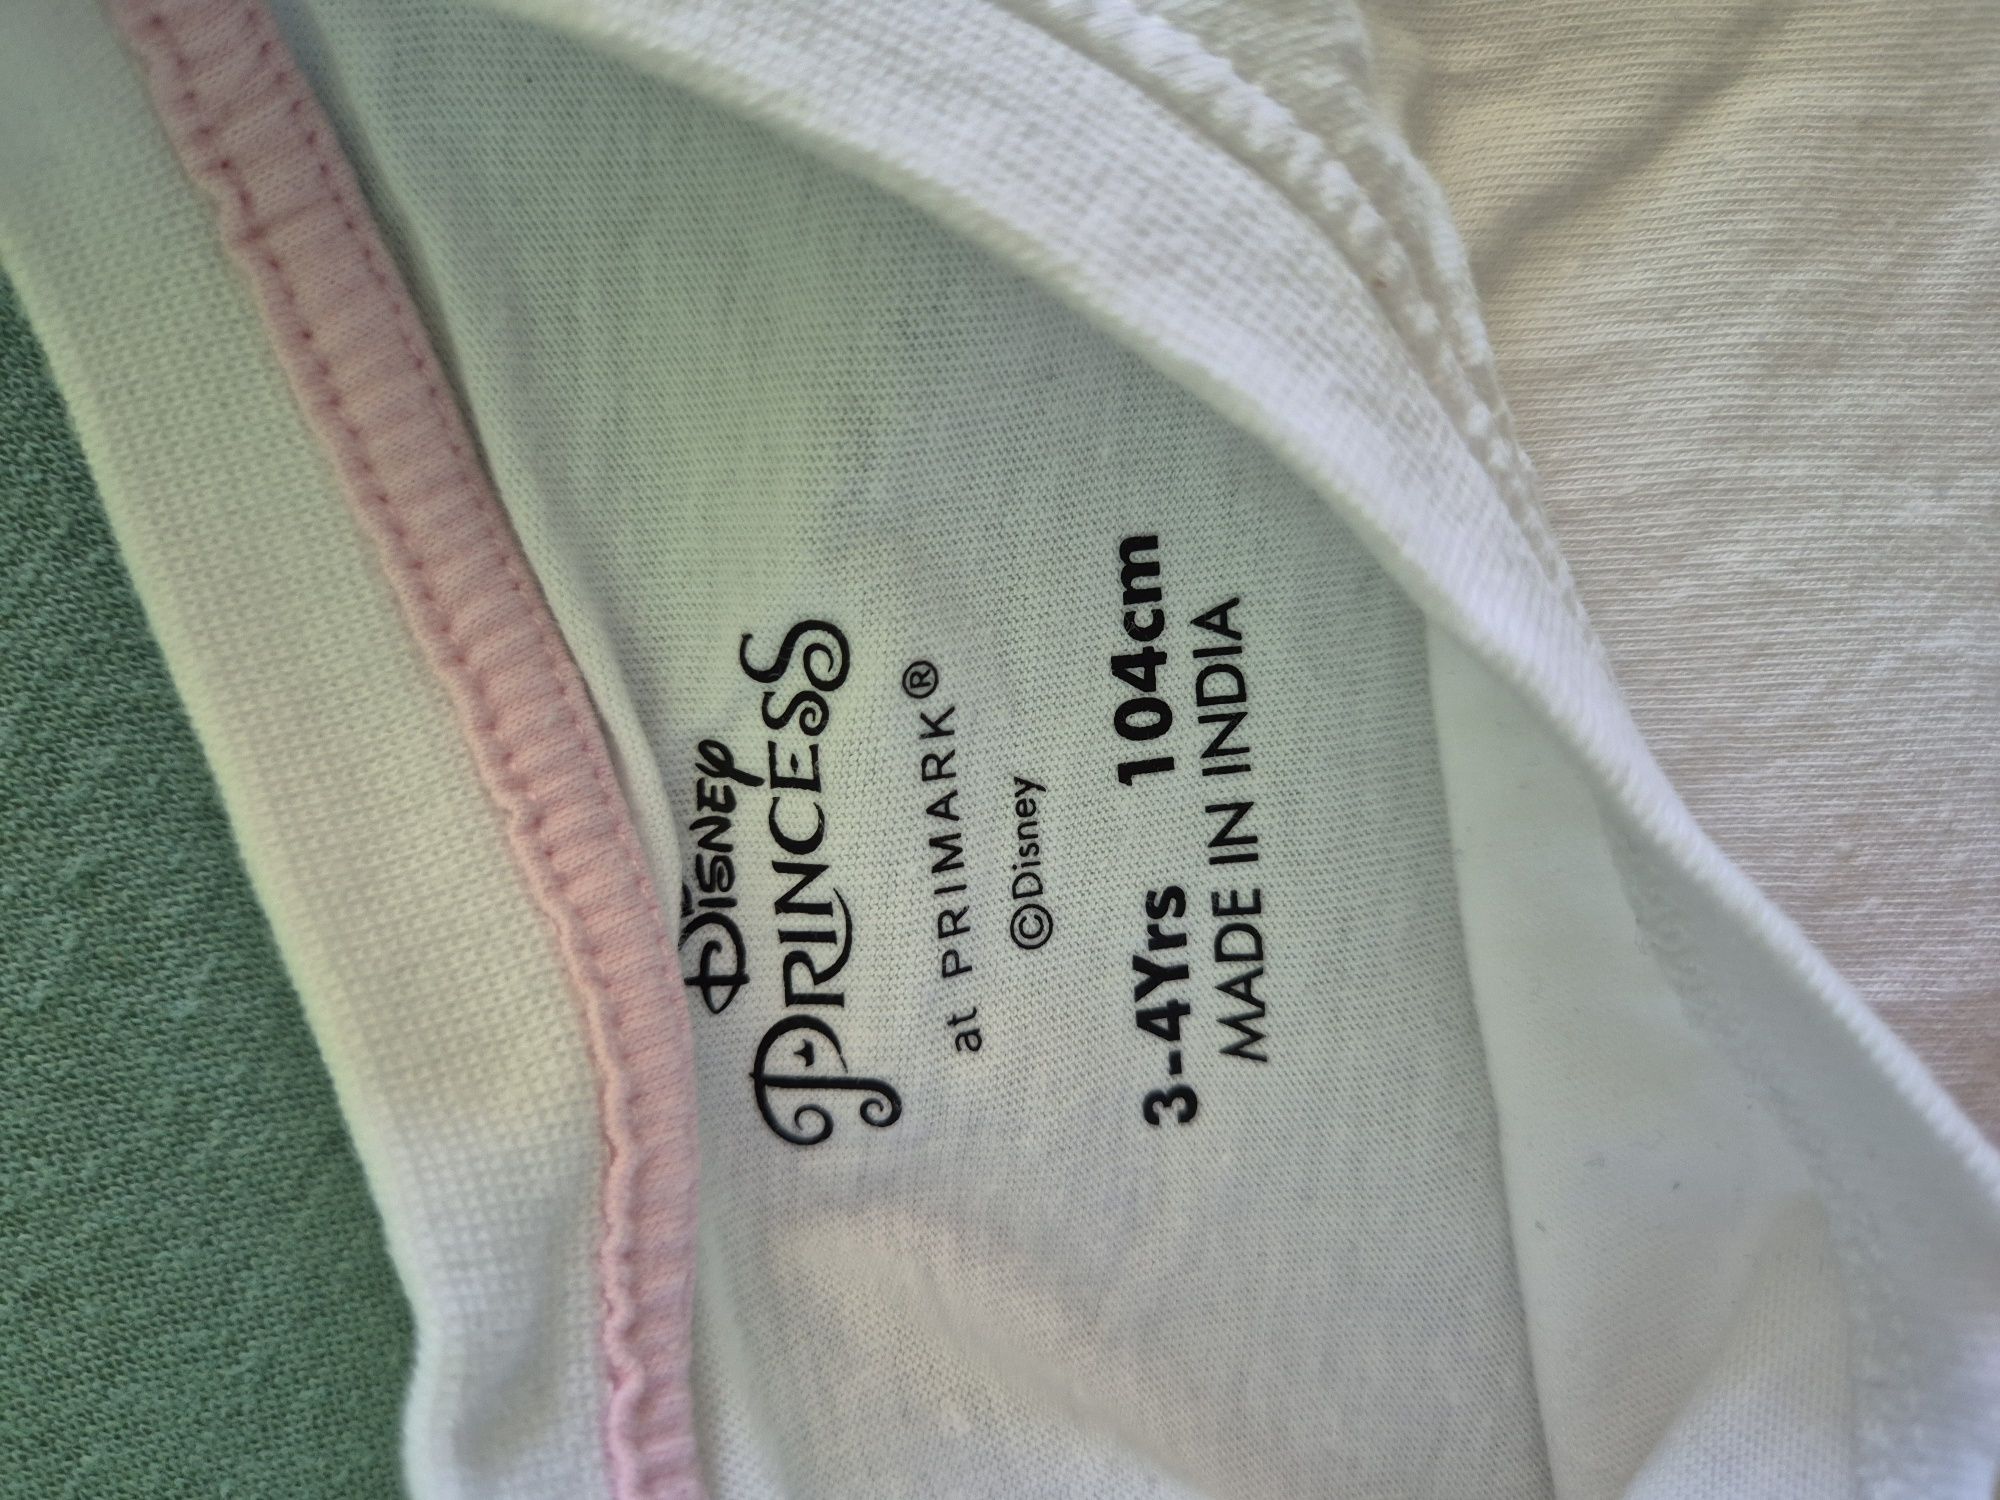 Disney
PRINCESS
at PRIMARK®
©Disney
3-4Yrs 104cm
MADE IN INDIA